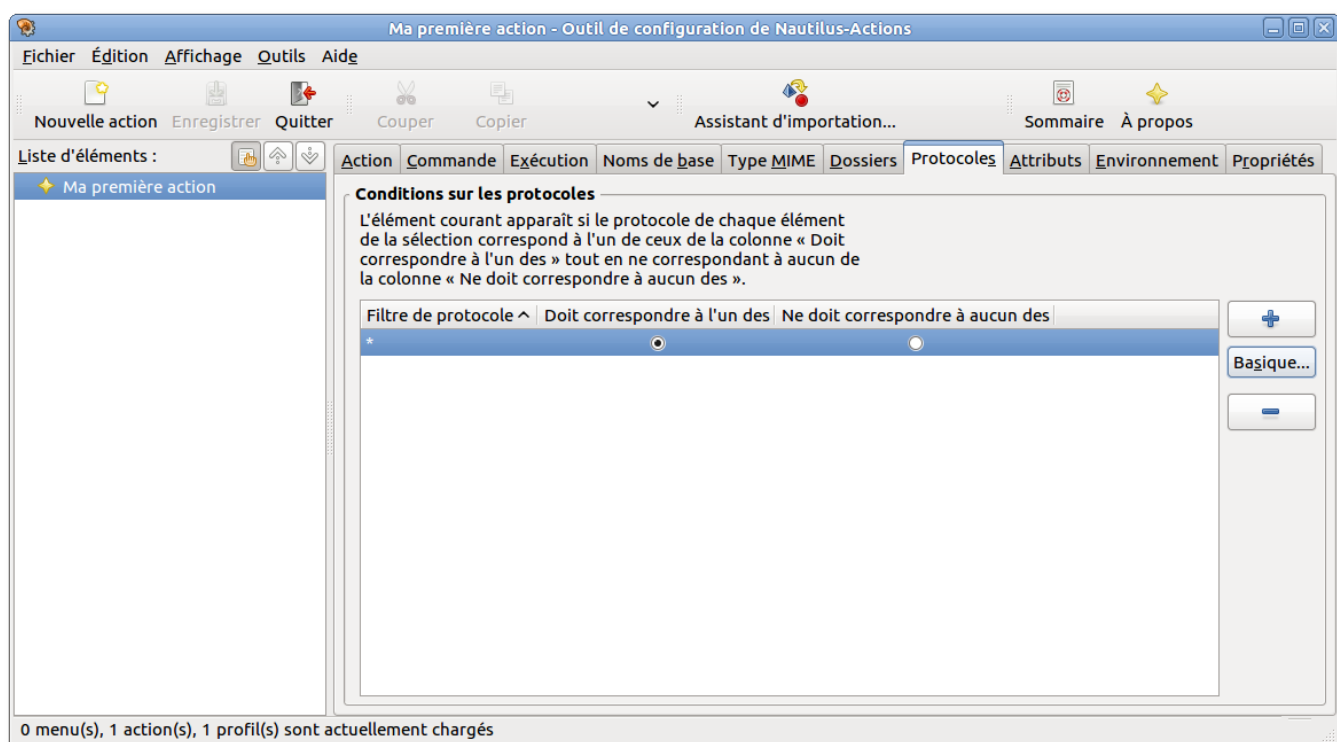 Ma première action - Outil de configuration de Nautilus-Actions
Fichier Édition Affichage Outils Aide
Nouvelle action Enregistrer Quitter Couper Copier Assistant d'importation... Sommaire À propos
Liste d'éléments :
Action Commande Exécution Noms de base Type MIME Dossiers Protocoles Attributs Environnement Propriétés
Ma première action
Conditions sur les protocoles
L'élément courant apparaît si le protocole de chaque élément
de la sélection correspond à l'un de ceux de la colonne « Doit
correspondre à l'un des » tout en ne correspondant à aucun de
la colonne « Ne doit correspondre à aucun des ».
Filtre de protocole Doit correspondre à l'un des Ne doit correspondre à aucun des
*
Basique...
0 menu(s), 1 action(s), 1 profil(s) sont actuellement chargés